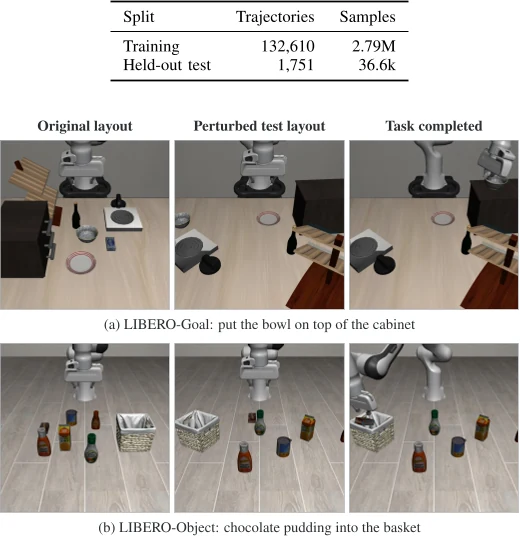 Split Trajectories Samples
Training 132,610 2.79M
Held-out test 1,751 36.6k
Original layout Perturbed test layout Task completed
(a) LIBERO-Goal: put the bowl on top of the cabinet
(b) LIBERO-Object: chocolate pudding into the basket